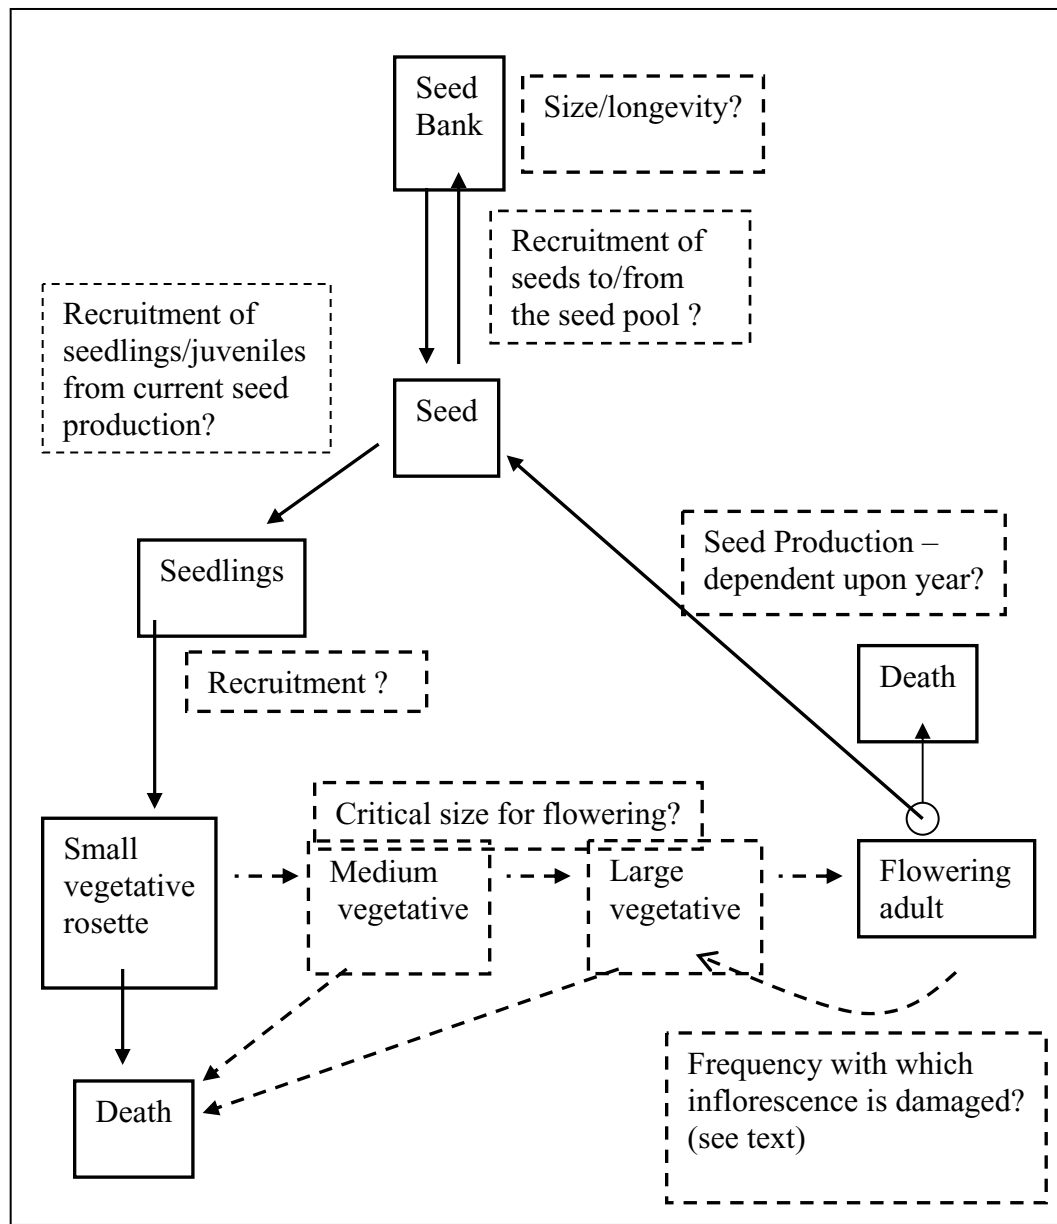 Seed
Bank
Size/longevity?
Recruitment of
seeds to/from
the seed pool ?
Recruitment of
seedlings/juveniles
from current seed
production?
Seed
Seed Production –
dependent upon year?
Seedlings
Recruitment ?
Death
Critical size for flowering?
Small
vegetative
rosette
Medium
vegetative
Large
vegetative
Flowering
adult
Death
Frequency with which
inflorescence is damaged?
(see text)